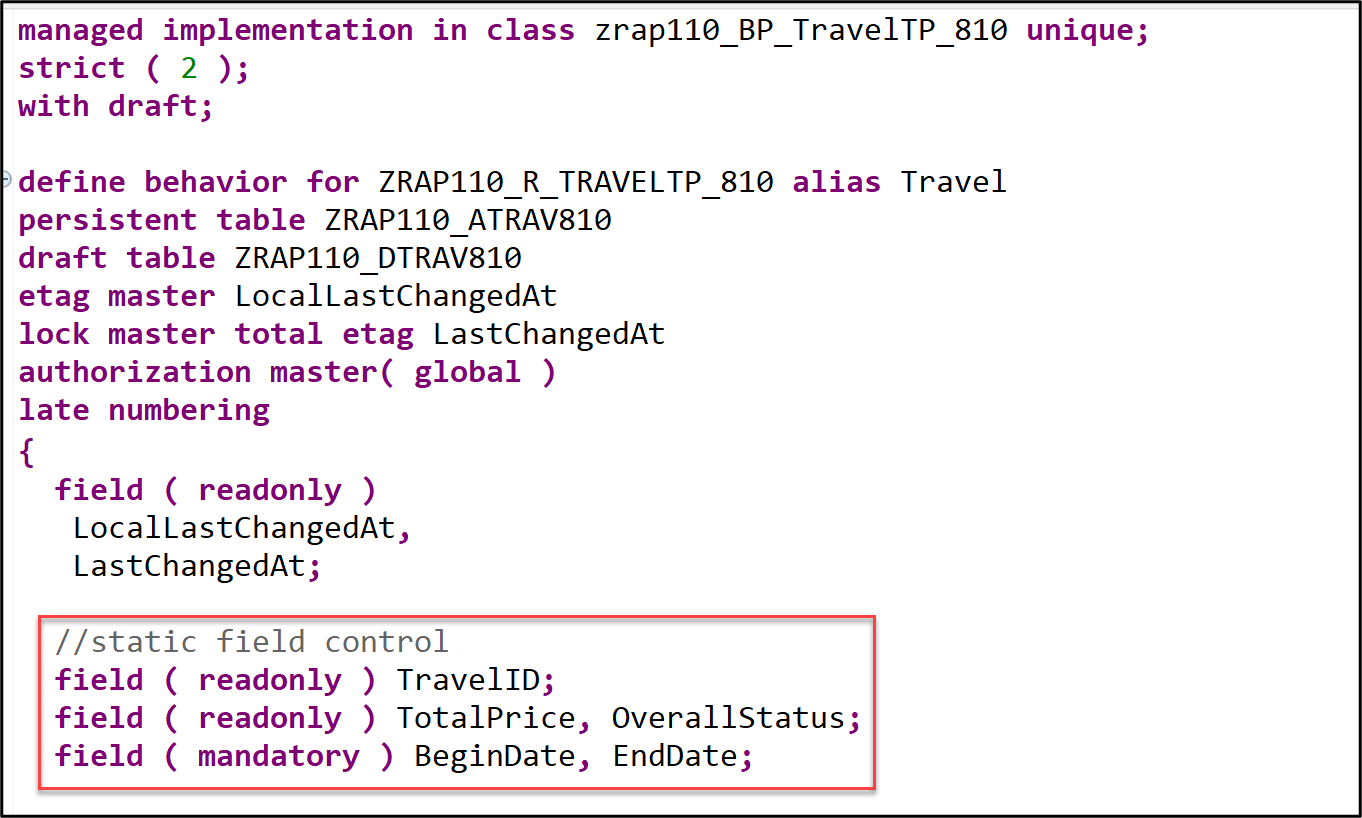 managed implementation in class zrap110_BP_TravelTP_810 unique;
strict ( 2 );
with draft;
define behavior for ZRAP110_R_TRAVELTP_810 alias Travel
persistent table ZRAP110_ATRAV810
draft table ZRAP110_DTRAV810
etag master LocalLastChangedAt
lock master total etag LastChangedAt
authorization master( global )
late numbering
{
field ( readonly )
LocalLastChangedAt,
LastChangedAt;
//static field control
field ( readonly ) TravelID;
field ( readonly ) TotalPrice, OverallStatus;
field ( mandatory ) BeginDate, EndDate;